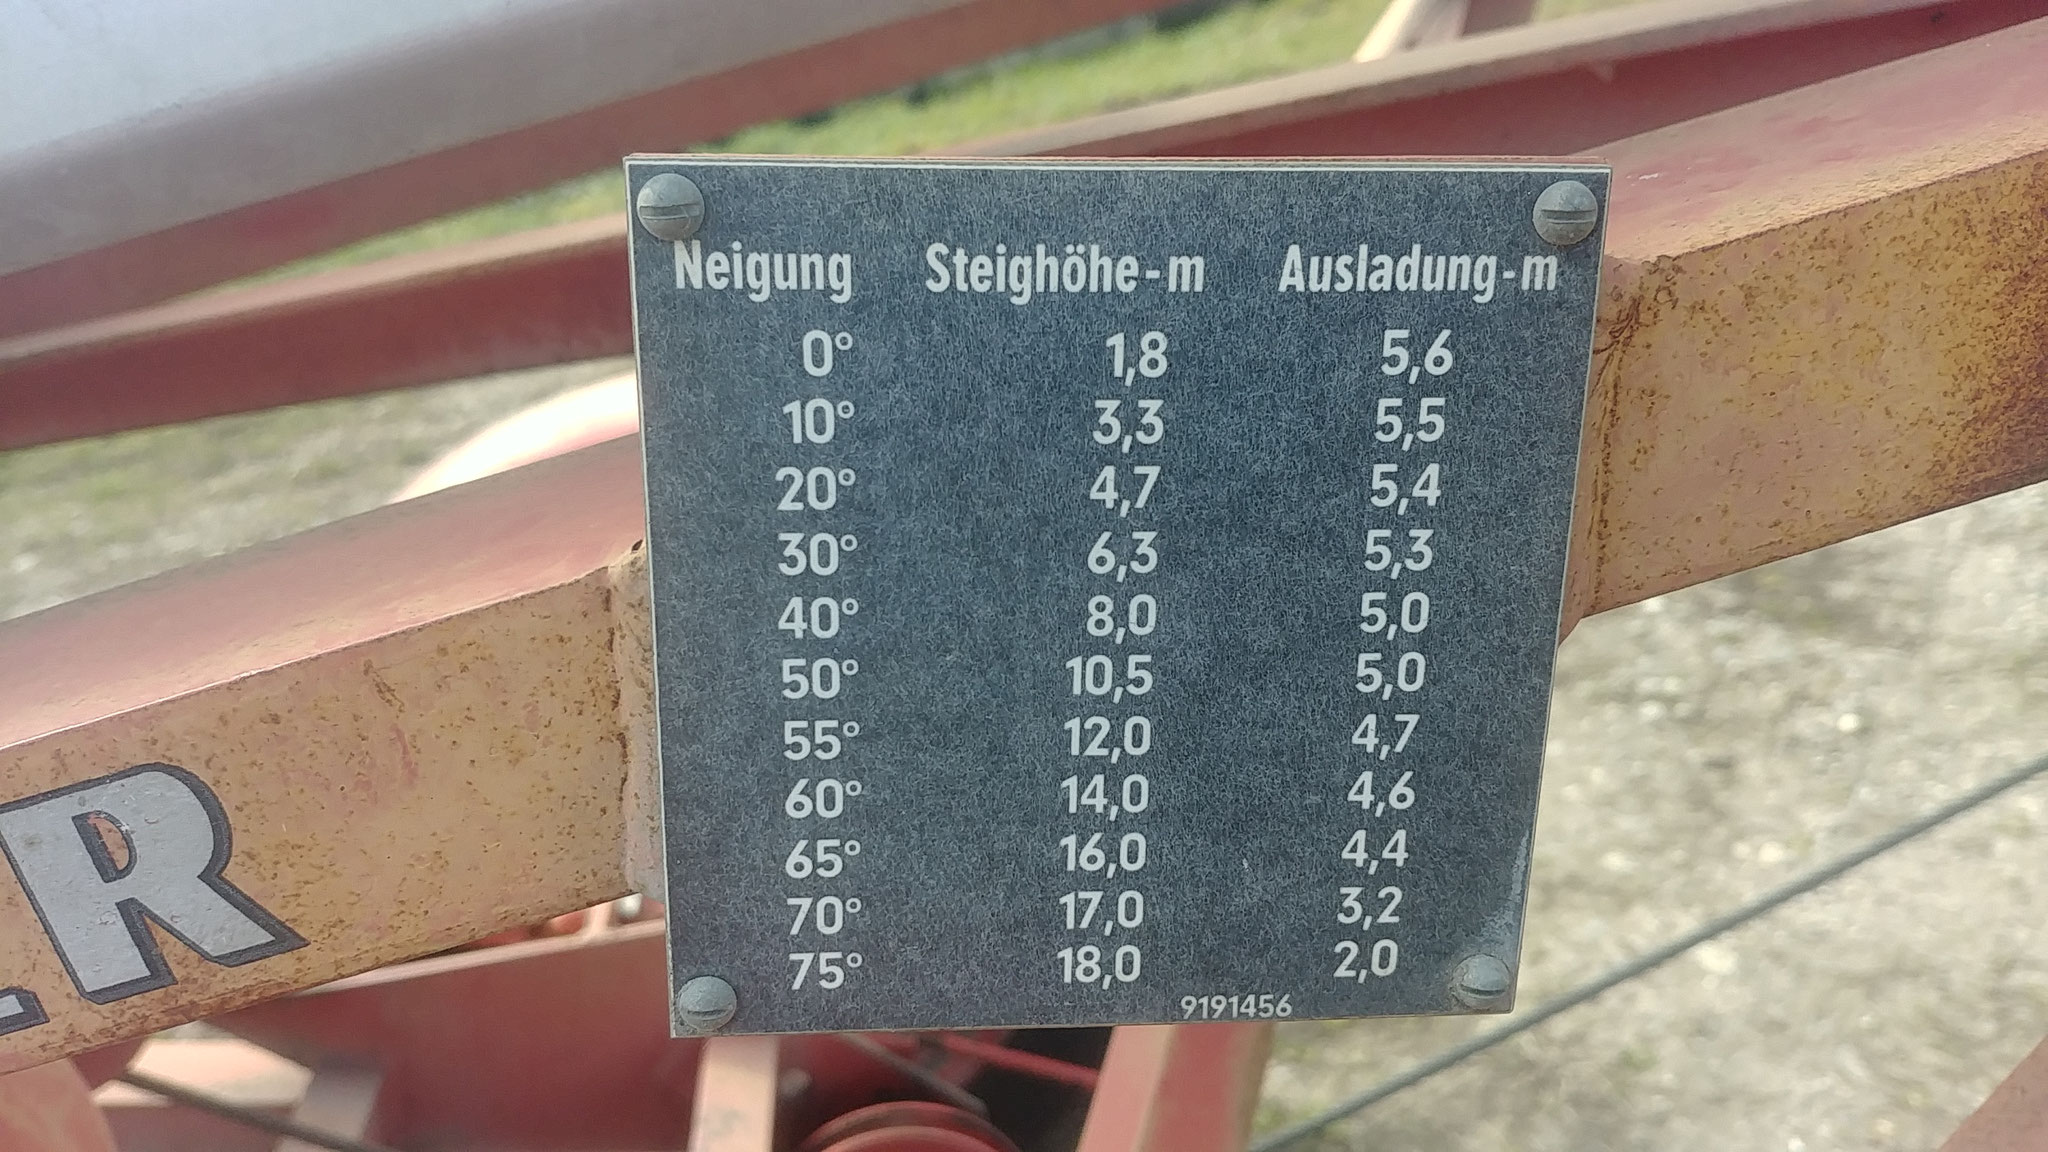 Neigung Steighöhe-m Ausladung-m
0° 1,8 5,6
10° 3,3 5,5
20° 4,7 5,4
30° 6,3 5,3
40° 8,0 5,0
50° 10,5 5,0
55° 12,0 4,7
60° 14,0 4,6
65° 16,0 4,4
70° 17,0 3,2
75° 18,0 2,0
9191456
R